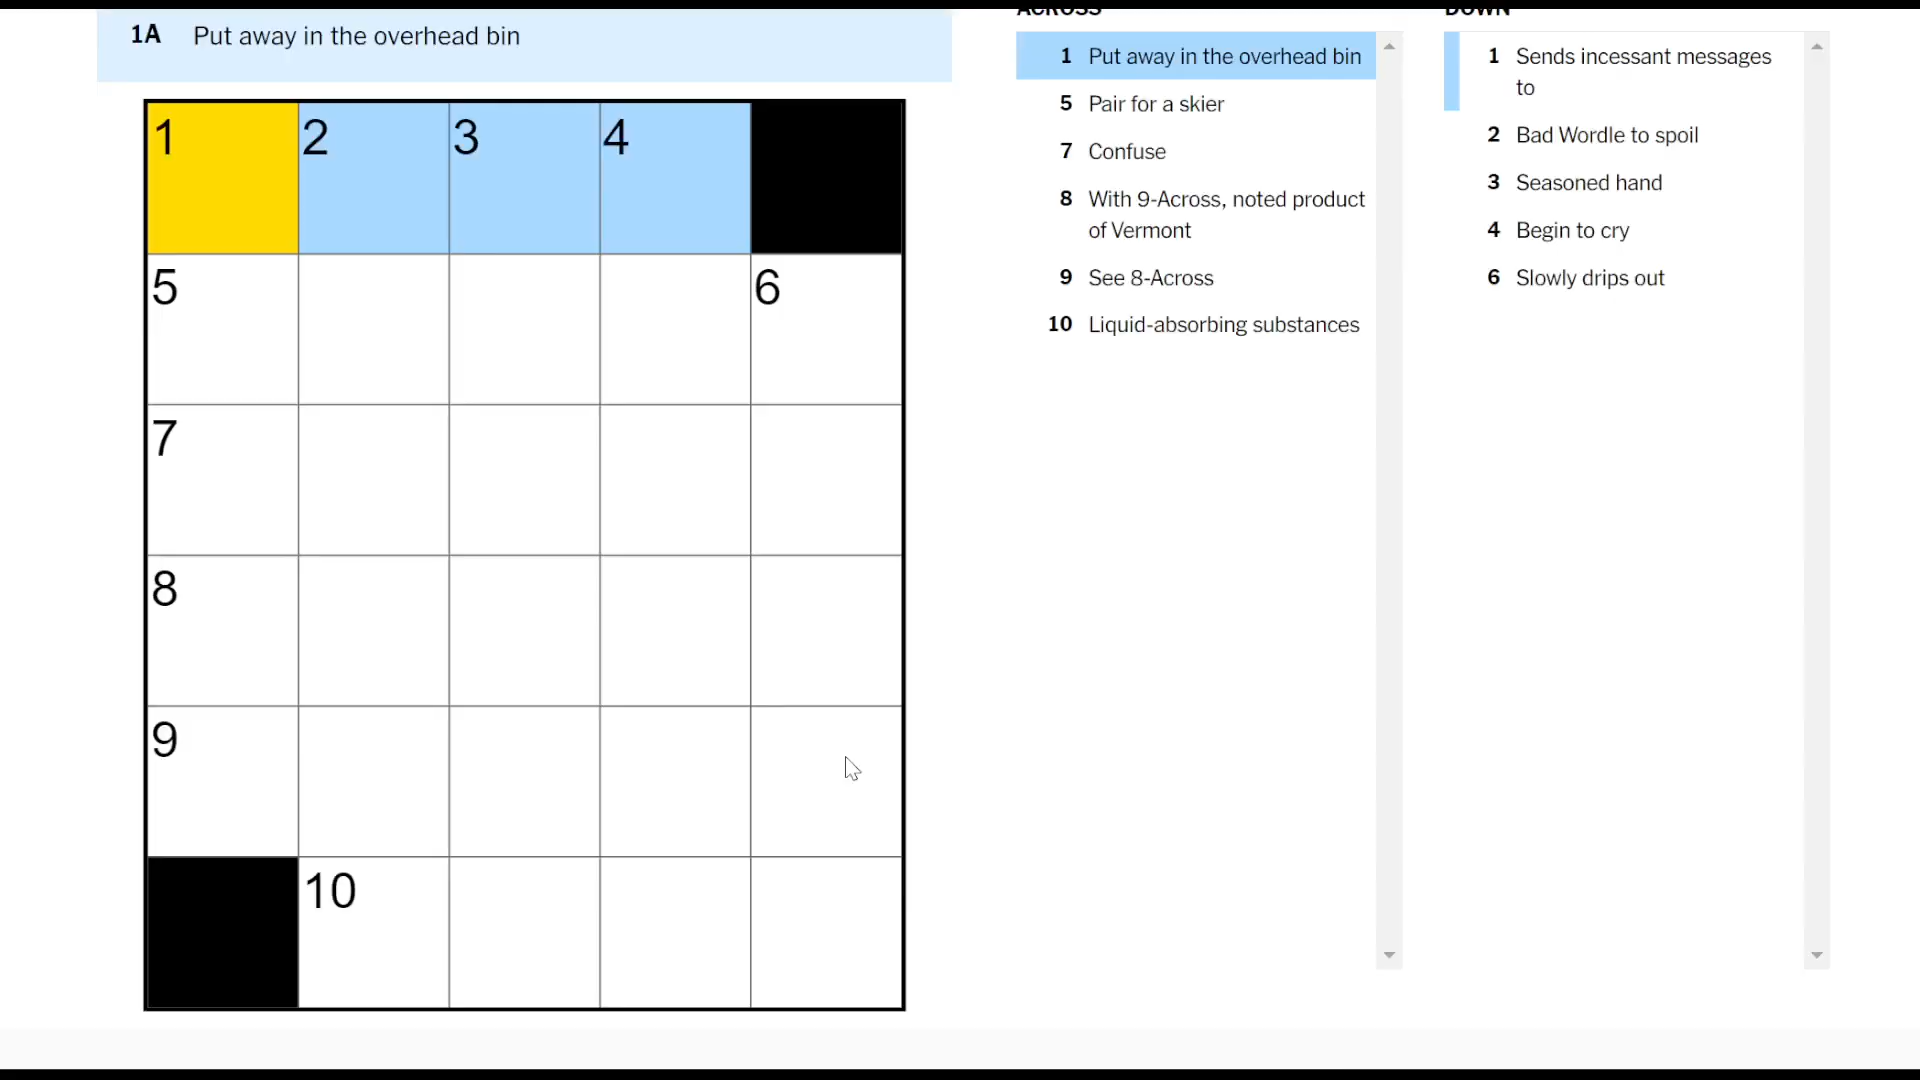 1A Put away in the overhead bin
ACROSS
1 Put away in the overhead bin
5 Pair for a skier
7 Confuse
8 With 9-Across, noted product
of Vermont
9 See 8-Across
10 Liquid-absorbing substances
DOWN
1 Sends incessant messages
to
2 Bad Wordle to spoil
3 Seasoned hand
4 Begin to cry
6 Slowly drips out
1 2 3 4
5 6
7
8
9
10